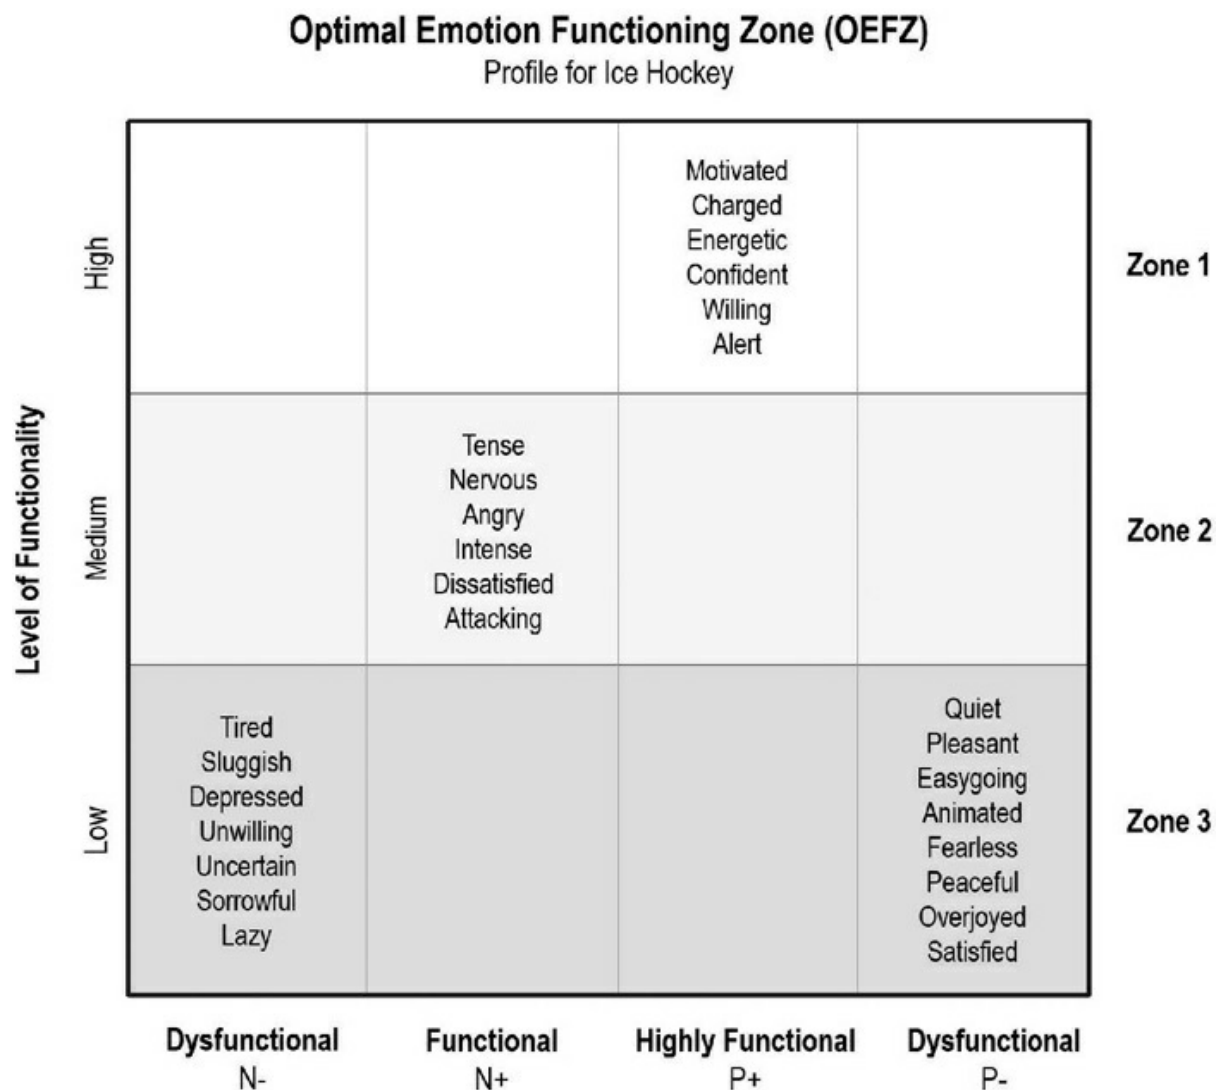 Optimal Emotion Functioning Zone (OEFZ)
Profile for Ice Hockey
Level of Functionality
High
Motivated
Charged
Energetic
Confident
Willing
Alert
Zone 1
Medium
Tense
Nervous
Angry
Intense
Dissatisfied
Attacking
Zone 2
Low
Tired
Sluggish
Depressed
Unwilling
Uncertain
Sorrowful
Lazy
Quiet
Pleasant
Easygoing
Animated
Fearless
Peaceful
Overjoyed
Satisfied
Zone 3
Dysfunctional
N-
Functional
N+
Highly Functional
P+
Dysfunctional
P-